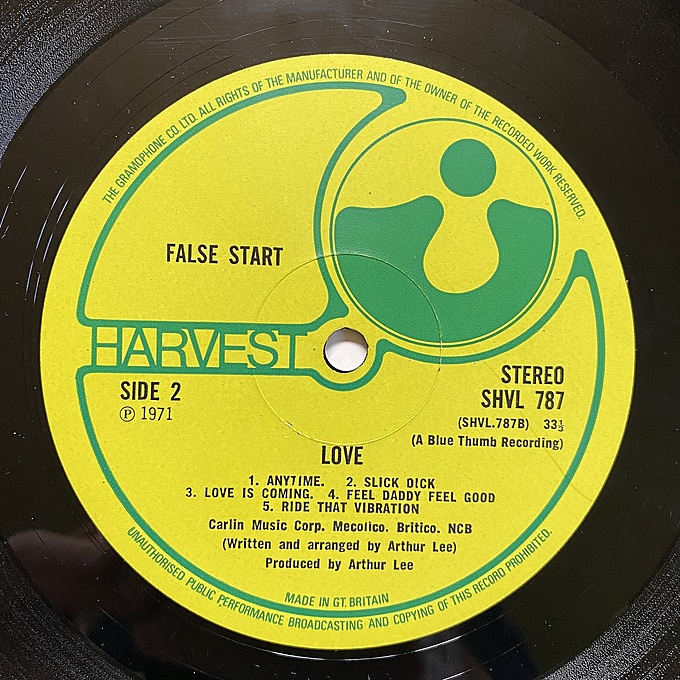 THE GRAMOPHONE CO. LTD. ALL RIGHTS OF THE MANUFACTURER AND OF THE OWNER OF THE RECORDED WORK RESERVED.
FALSE START
HARVEST
SIDE 2
Ⓟ 1971
STEREO
SHVL 787
(SHVL.787B) 33⅓
(A Blue Thumb Recording)
LOVE
1. ANYTIME. 2. SLICK DICK
3. LOVE IS COMING. 4. FEEL DADDY FEEL GOOD
5. RIDE THAT VIBRATION
Carlin Music Corp. Mecolico. Britico. NCB
(Written and arranged by Arthur Lee)
Produced by Arthur Lee
MADE IN GT. BRITAIN
UNAUTHORISED PUBLIC PERFORMANCE BROADCASTING AND COPYING OF THIS RECORD PROHIBITED.